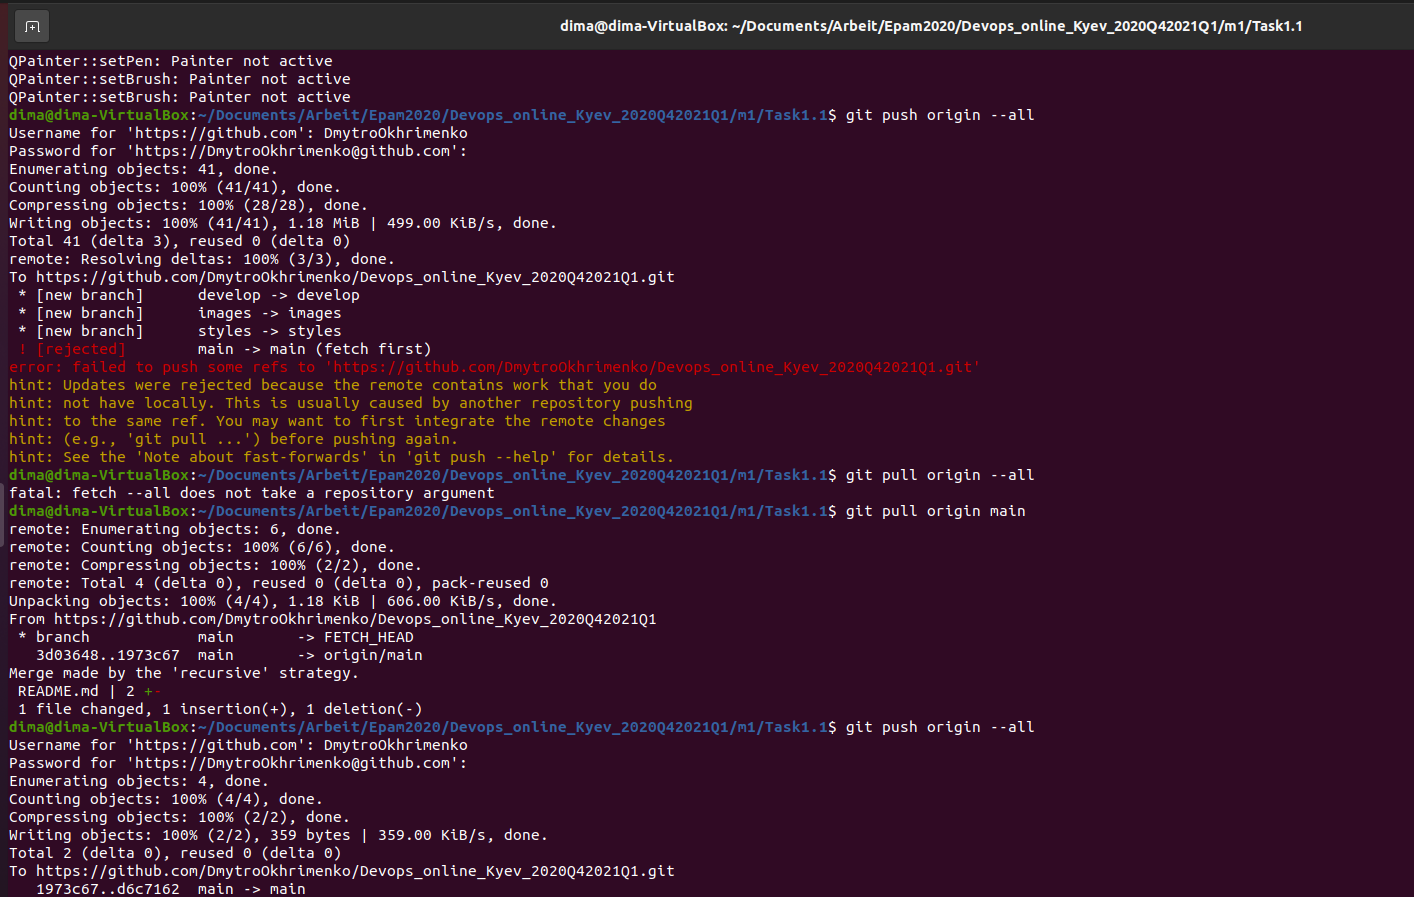 dima@dima-VirtualBox: ~/Documents/Arbeit/Epam2020/Devops_online_Kyev_2020Q42021Q1/m1/Task1.1
QPainter::setPen: Painter not active
QPainter::setBrush: Painter not active
QPainter::setBrush: Painter not active
dima@dima-VirtualBox:~/Documents/Arbeit/Epam2020/Devops_online_Kyev_2020Q42021Q1/m1/Task1.1$ git push origin --all
Username for 'https://github.com': DmytroOkhrimenko
Password for 'https://DmytroOkhrimenko@github.com':
Enumerating objects: 41, done.
Counting objects: 100% (41/41), done.
Compressing objects: 100% (28/28), done.
Writing objects: 100% (41/41), 1.18 MiB | 499.00 KiB/s, done.
Total 41 (delta 3), reused 0 (delta 0)
remote: Resolving deltas: 100% (3/3), done.
To https://github.com/DmytroOkhrimenko/Devops_online_Kyev_2020Q42021Q1.git
 * [new branch]      develop -> develop
 * [new branch]      images -> images
 * [new branch]      styles -> styles
 ! [rejected]        main -> main (fetch first)
error: failed to push some refs to 'https://github.com/DmytroOkhrimenko/Devops_online_Kyev_2020Q42021Q1.git'
hint: Updates were rejected because the remote contains work that you do
hint: not have locally. This is usually caused by another repository pushing
hint: to the same ref. You may want to first integrate the remote changes
hint: (e.g., 'git pull ...') before pushing again.
hint: See the 'Note about fast-forwards' in 'git push --help' for details.
dima@dima-VirtualBox:~/Documents/Arbeit/Epam2020/Devops_online_Kyev_2020Q42021Q1/m1/Task1.1$ git pull origin --all
fatal: fetch --all does not take a repository argument
dima@dima-VirtualBox:~/Documents/Arbeit/Epam2020/Devops_online_Kyev_2020Q42021Q1/m1/Task1.1$ git pull origin main
remote: Enumerating objects: 6, done.
remote: Counting objects: 100% (6/6), done.
remote: Compressing objects: 100% (2/2), done.
remote: Total 4 (delta 0), reused 0 (delta 0), pack-reused 0
Unpacking objects: 100% (4/4), 1.18 KiB | 606.00 KiB/s, done.
From https://github.com/DmytroOkhrimenko/Devops_online_Kyev_2020Q42021Q1
 * branch            main       -> FETCH_HEAD
   3d03648..1973c67  main       -> origin/main
Merge made by the 'recursive' strategy.
 README.md | 2 +-
 1 file changed, 1 insertion(+), 1 deletion(-)
dima@dima-VirtualBox:~/Documents/Arbeit/Epam2020/Devops_online_Kyev_2020Q42021Q1/m1/Task1.1$ git push origin --all
Username for 'https://github.com': DmytroOkhrimenko
Password for 'https://DmytroOkhrimenko@github.com':
Enumerating objects: 4, done.
Counting objects: 100% (4/4), done.
Compressing objects: 100% (2/2), done.
Writing objects: 100% (2/2), 359 bytes | 359.00 KiB/s, done.
Total 2 (delta 0), reused 0 (delta 0)
To https://github.com/DmytroOkhrimenko/Devops_online_Kyev_2020Q42021Q1.git
   1973c67..d6c7162  main -> main